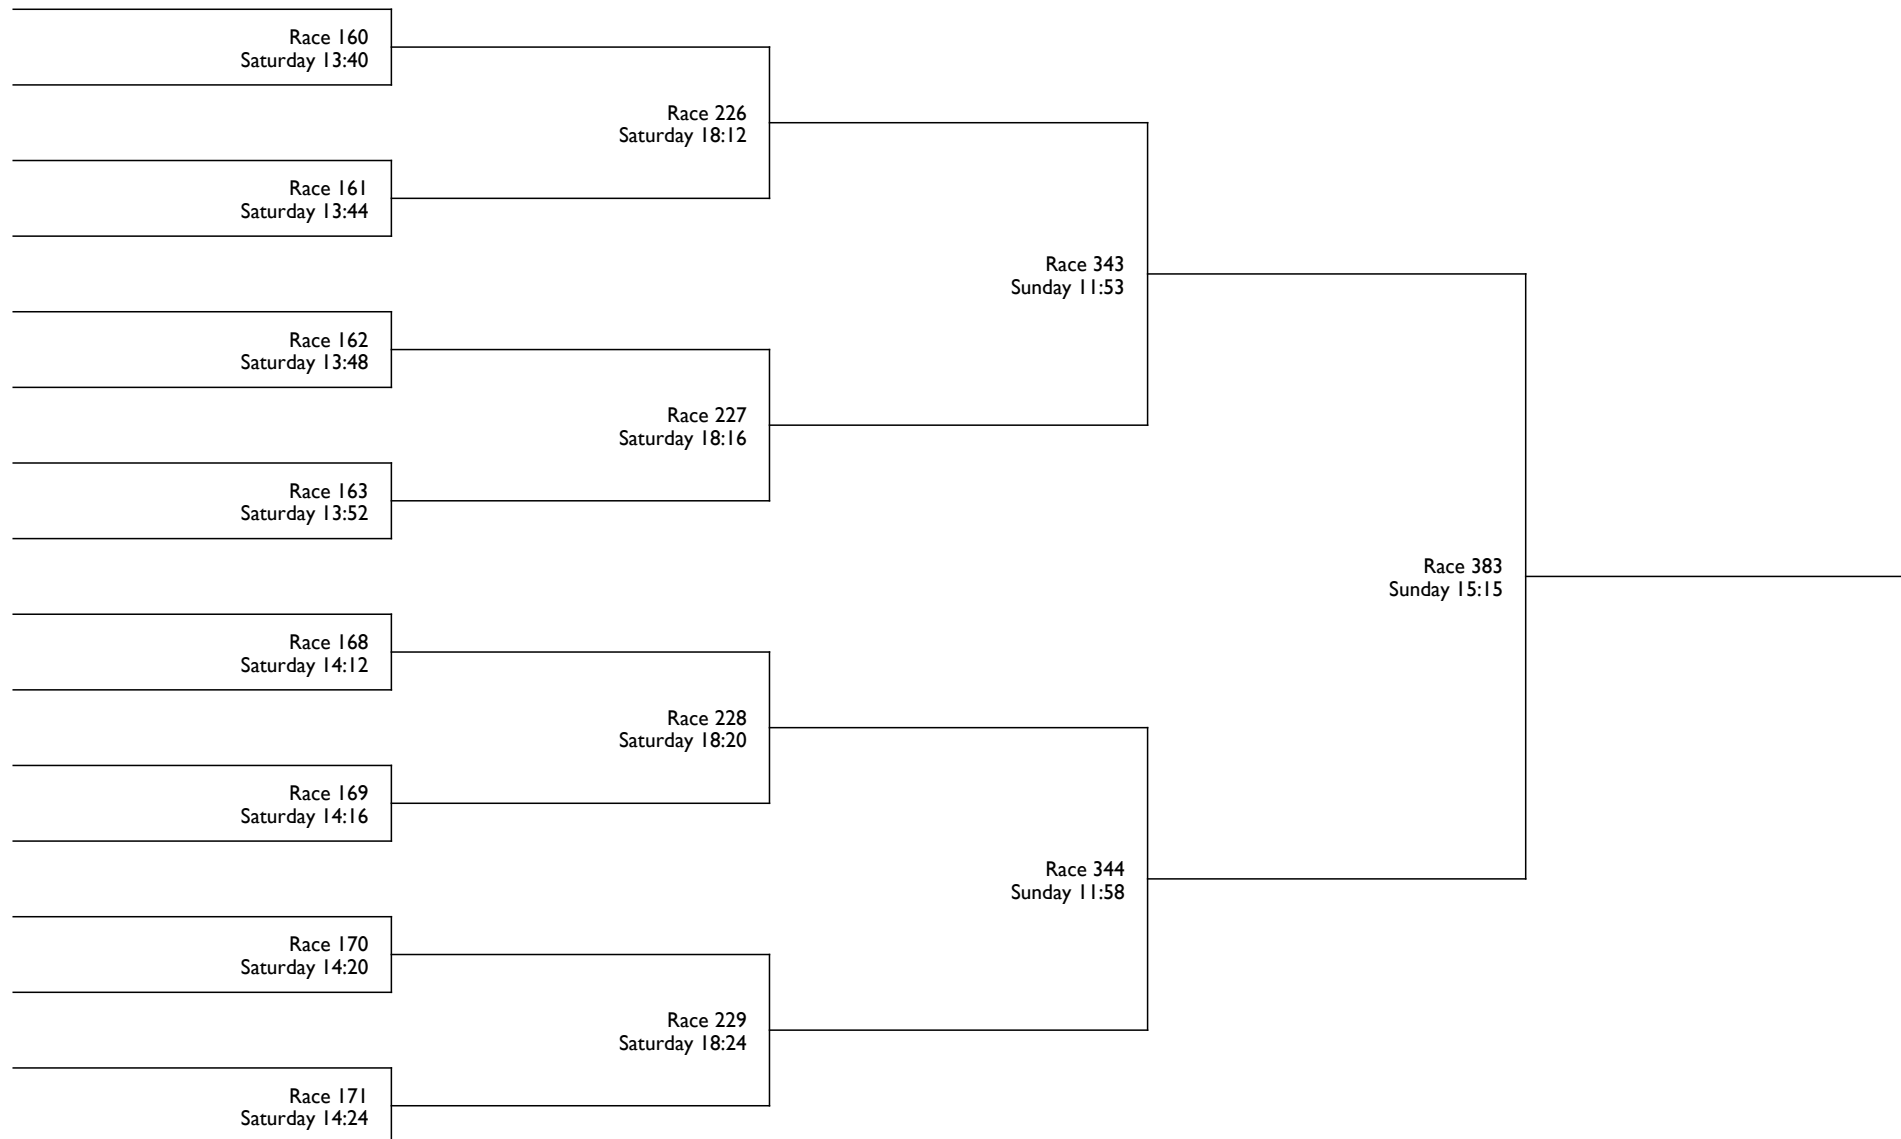 Race 160
Saturday 13:40
Race 226
Saturday 18:12
Race 161
Saturday 13:44
Race 343
Sunday 11:53
Race 162
Saturday 13:48
Race 227
Saturday 18:16
Race 163
Saturday 13:52
Race 383
Sunday 15:15
Race 168
Saturday 14:12
Race 228
Saturday 18:20
Race 169
Saturday 14:16
Race 344
Sunday 11:58
Race 170
Saturday 14:20
Race 229
Saturday 18:24
Race 171
Saturday 14:24